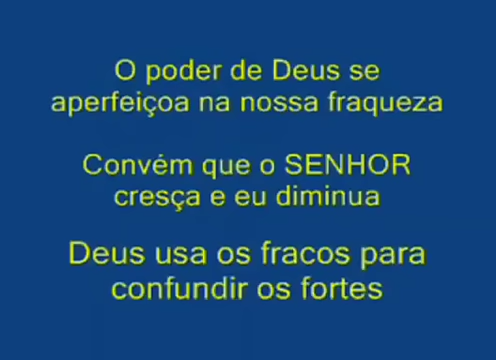 O poder de Deus se
aperfeiçoa na nossa fraqueza
Convém que o SENHOR
cresça e eu diminua
Deus usa os fracos para
confundir os fortes